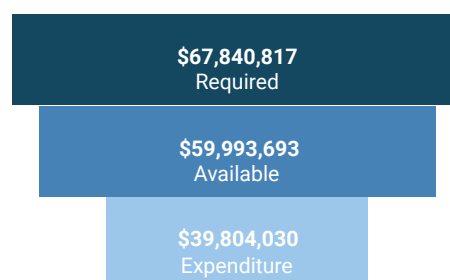 $67,840,817
Required
$59,993,693
Available
$39,804,030
Expenditure